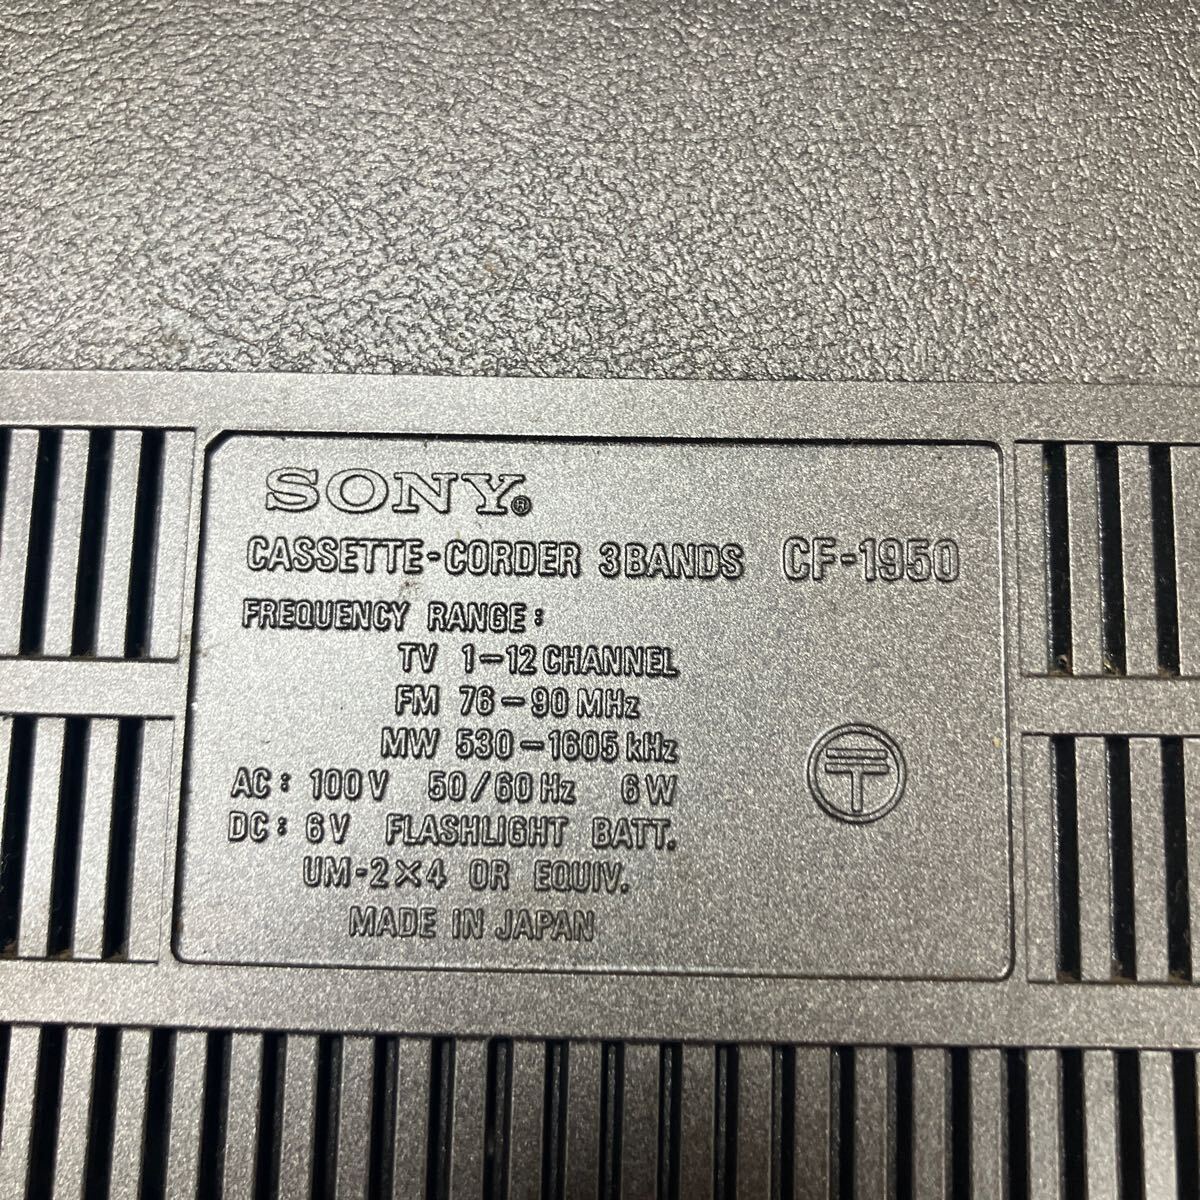 SONY®
CASSETTE-CORDER 3BANDS CF-1950
FREQUENCY RANGE:
TV 1-12 CHANNEL
FM 76-90 MHz
MW 530-1605 kHz
AC: 100V 50/60 Hz 6W
DC: 6V FLASHLIGHT BATT.
UM-2×4 OR EQUIV.
MADE IN JAPAN